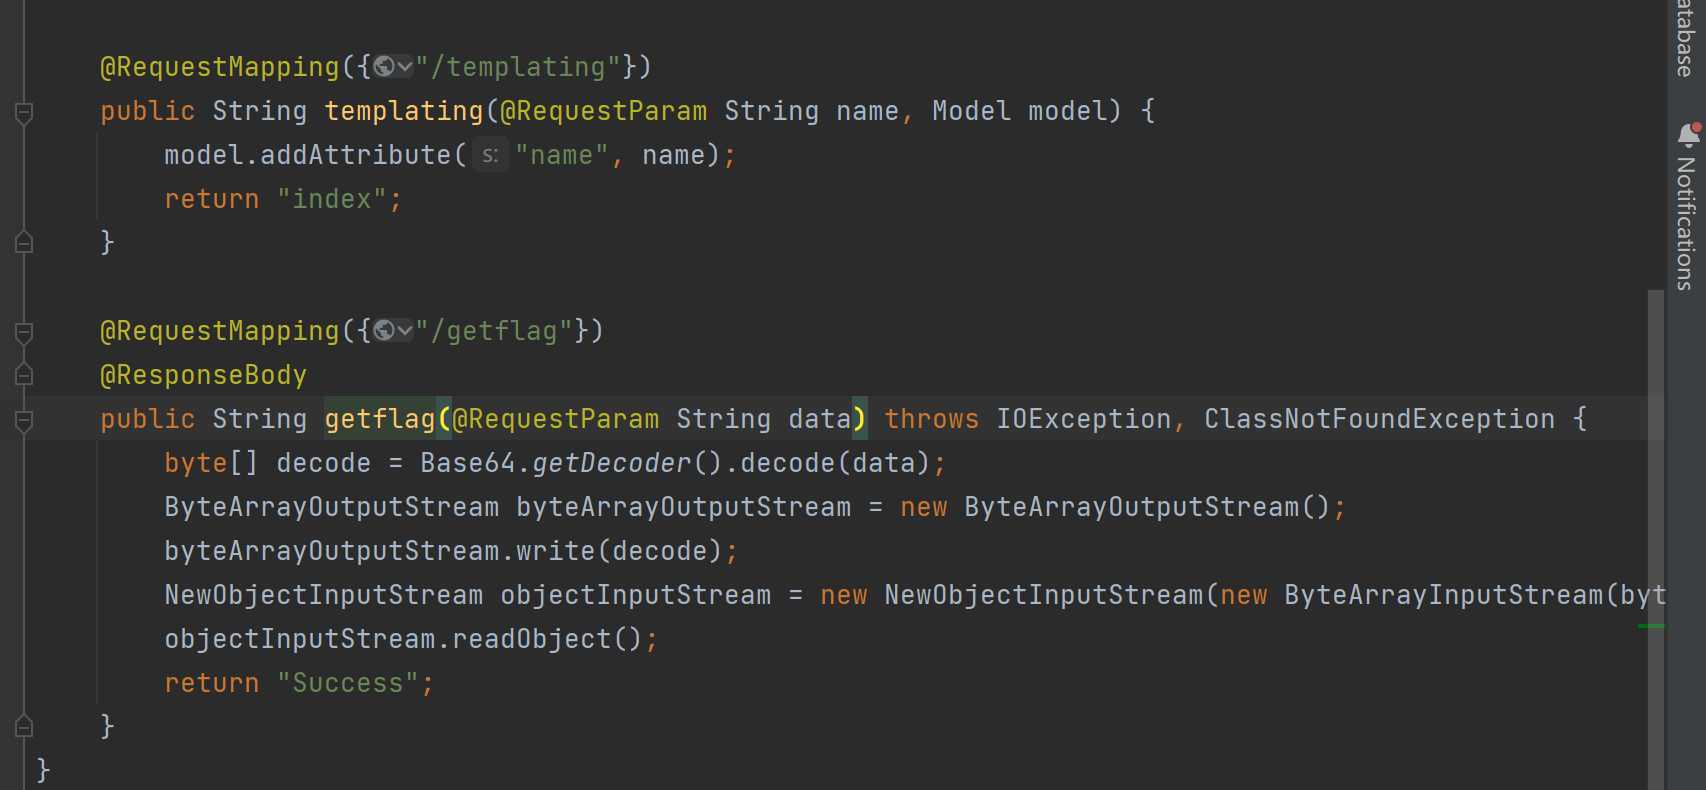 @RequestMapping({"/templating"})
public String templating(@RequestParam String name, Model model) {
model.addAttribute( s: "name", name);
return "index";
}
@RequestMapping({"/getflag"})
@ResponseBody
public String getflag(@RequestParam String data) throws IOException, ClassNotFoundException {
byte[] decode = Base64.getDecoder().decode(data);
ByteArrayOutputStream byteArrayOutputStream = new ByteArrayOutputStream();
byteArrayOutputStream.write(decode);
NewObjectInputStream objectInputStream = new NewObjectInputStream(new ByteArrayInputStream(byt
objectInputStream.readObject();
return "Success";
}
}
atabase
Notifications